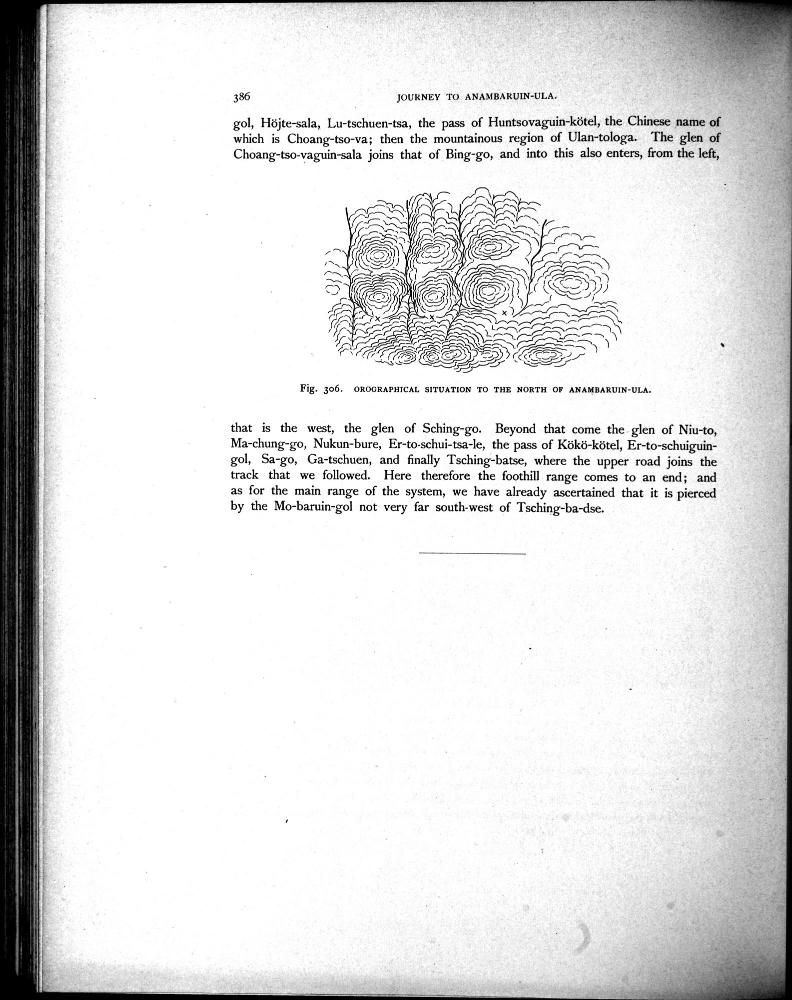 386
JOURNEY TO ANAMBARUIN-ULA.
gol, Höjte-sala, Lu-tschuen-tsa, the pass of Huntsovaguin-kötel, the Chinese name of
which is Choang-tso-va; then the mountainous region of Ulan-tologa. The glen of
Choang-tso-vaguin-sala joins that of Bing-go, and into this also enters, from the left,
Fig. 306. OROGRAPHICAL SITUATION TO THE NORTH OF ANAMBARUIN-ULA.
that is the west, the glen of Sching-go. Beyond that come the glen of Niu-to,
Ma-chung-go, Nukun-bure, Er-to-schui-tsa-le, the pass of Kökö-kötel, Er-to-schuiguin-
gol, Sa-go, Ga-tschuen, and finally Tsching-batse, where the upper road joins the
track that we followed. Here therefore the foothill range comes to an end; and
as for the main range of the system, we have already ascertained that it is pierced
by the Mo-baruin-gol not very far south-west of Tsching-ba-dse.